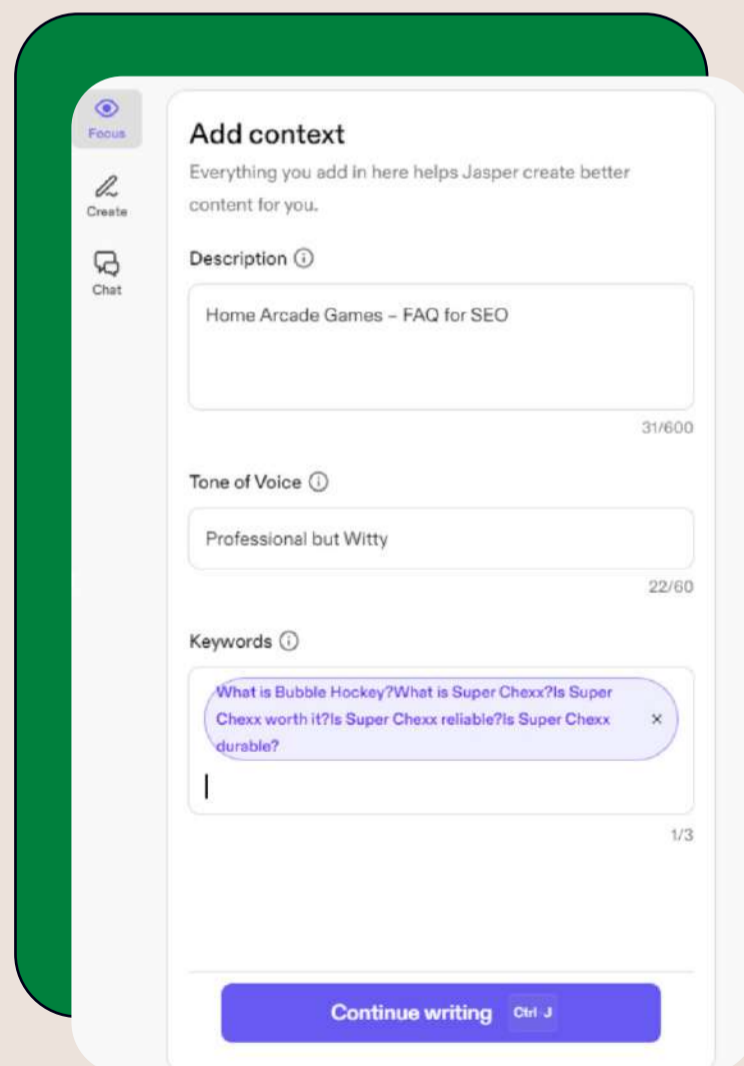 Focus
Create
Chat
Add context
Everything you add in here helps Jasper create better
content for you.
Description
Home Arcade Games – FAQ for SEO
31/600
Tone of Voice
Professional but Witty
22/60
Keywords
What is Bubble Hockey?What is Super Chexx?Is Super
Chexx worth it?Is Super Chexx reliable?Is Super Chexx
durable?
1/3
Continue writing Ctrl J